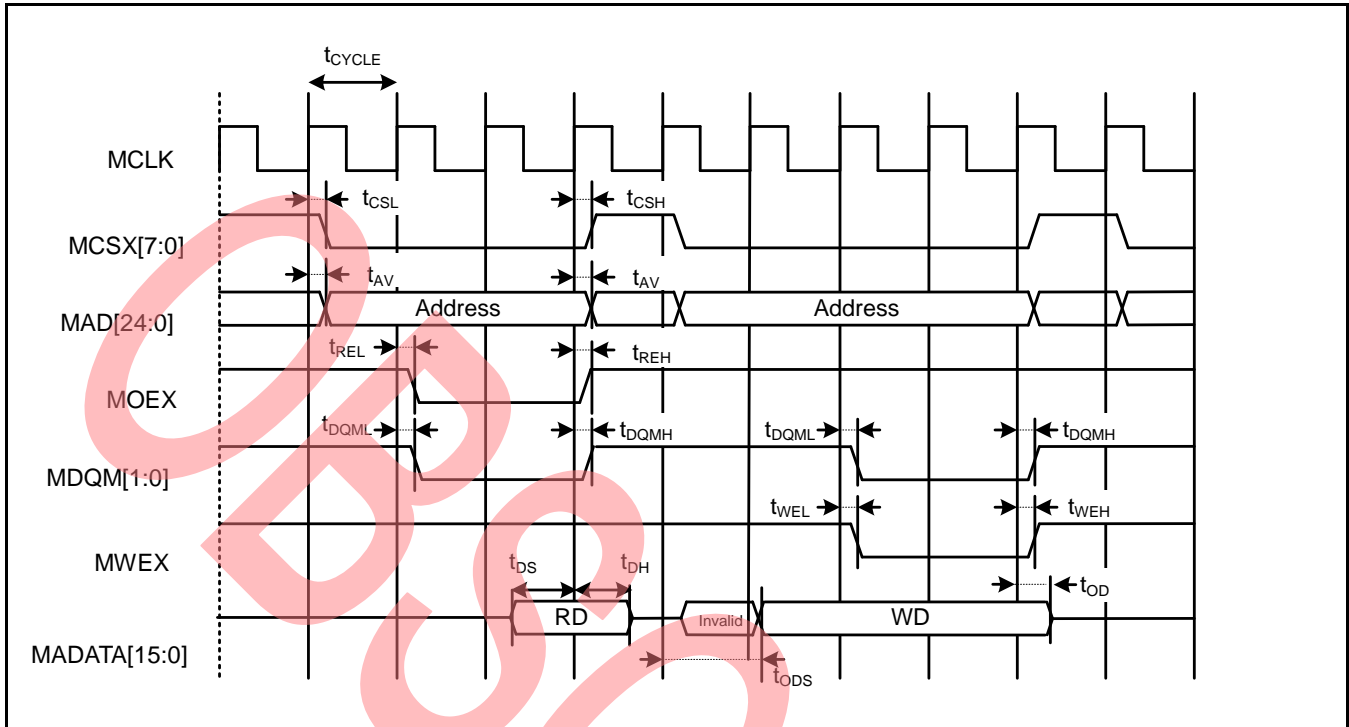 tCYCLE
MCLK
tCSL tCSH
MCSX[7:0]
tAV tAV
Address Address
MAD[24:0]
tREL tREH
MOEX
tDQML tDQMH tDQML tDQMH
MDQM[1:0]
tWEL tWEH
MWEX
tDS tDH tOD
RD Invalid WD
MADATA[15:0]
tODS